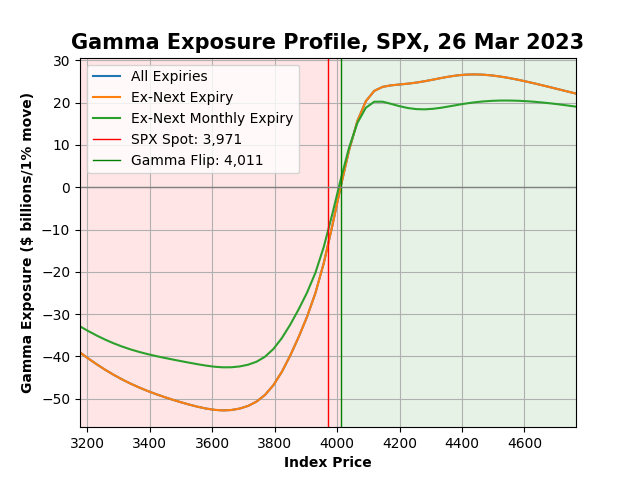 Gamma Exposure Profile, SPX, 26 Mar 2023
All Expiries
Ex-Next Expiry
Ex-Next Monthly Expiry
SPX Spot: 3,971
Gamma Flip: 4,011
Gamma Exposure ($ billions/1% move)
30
20
10
0
−10
−20
−30
−40
−50
3200 3400 3600 3800 4000 4200 4400 4600
Index Price